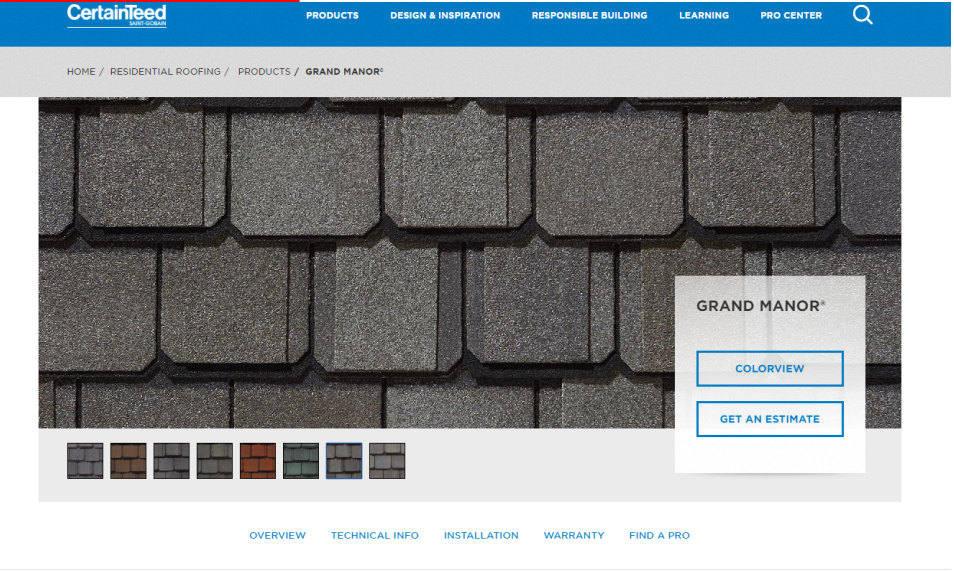 CertainTeed
SAINT-GOBAIN
PRODUCTS DESIGN & INSPIRATION RESPONSIBLE BUILDING LEARNING PRO CENTER
HOME / RESIDENTIAL ROOFING / PRODUCTS / GRAND MANOR®
GRAND MANOR®
COLORVIEW
GET AN ESTIMATE
OVERVIEW TECHNICAL INFO INSTALLATION WARRANTY FIND A PRO